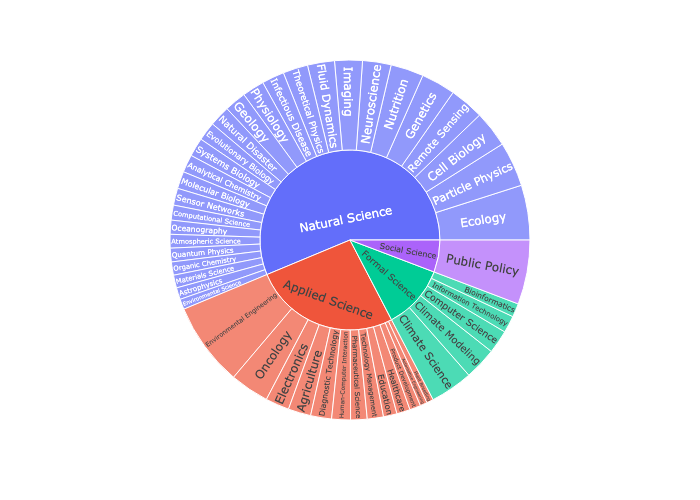 Natural Science
Ecology
Particle Physics
Cell Biology
Remote Sensing
Genetics
Nutrition
Neuroscience
Imaging
Fluid Dynamics
Theoretical Physics
Infectious Disease
Physiology
Geology
Natural Disaster
Evolutionary Biology
Systems Biology
Analytical Chemistry
Molecular Biology
Sensor Networks
Computational Science
Oceanography
Atmospheric Science
Quantum Physics
Organic Chemistry
Materials Science
Astrophysics
Environmental Science
Applied Science
Environmental Engineering
Oncology
Electronics
Agriculture
Diagnostic Technology
Human-Computer Interaction
Pharmaceutical Science
Technology Management
Education
Healthcare
Product Development
Formal Science
Climate Science
Climate Modeling
Computer Science
Information Technology
Bioinformatics
Social Science
Public Policy